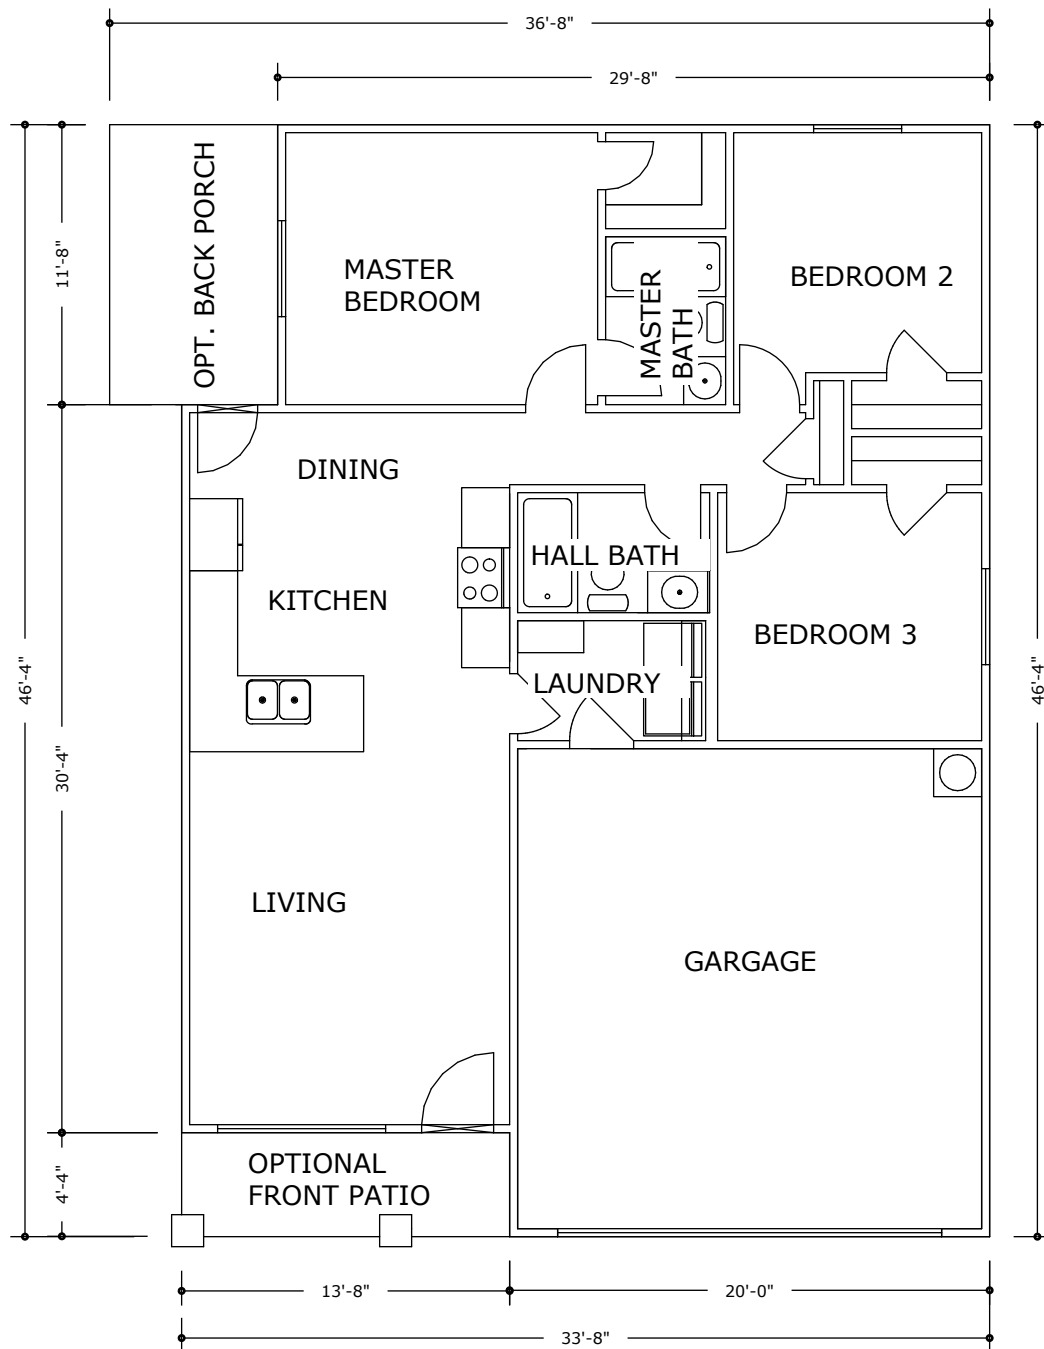 36'-8"
29'-8"
OPT. BACK PORCH
11'-8"
MASTER
BEDROOM
MASTER
BATH
BEDROOM 2
DINING
HALL BATH
KITCHEN
BEDROOM 3
LAUNDRY
46'-4"
46'-4"
30'-4"
LIVING
GARGAGE
OPTIONAL
FRONT PATIO
4'-4"
13'-8"
20'-0"
33'-8"